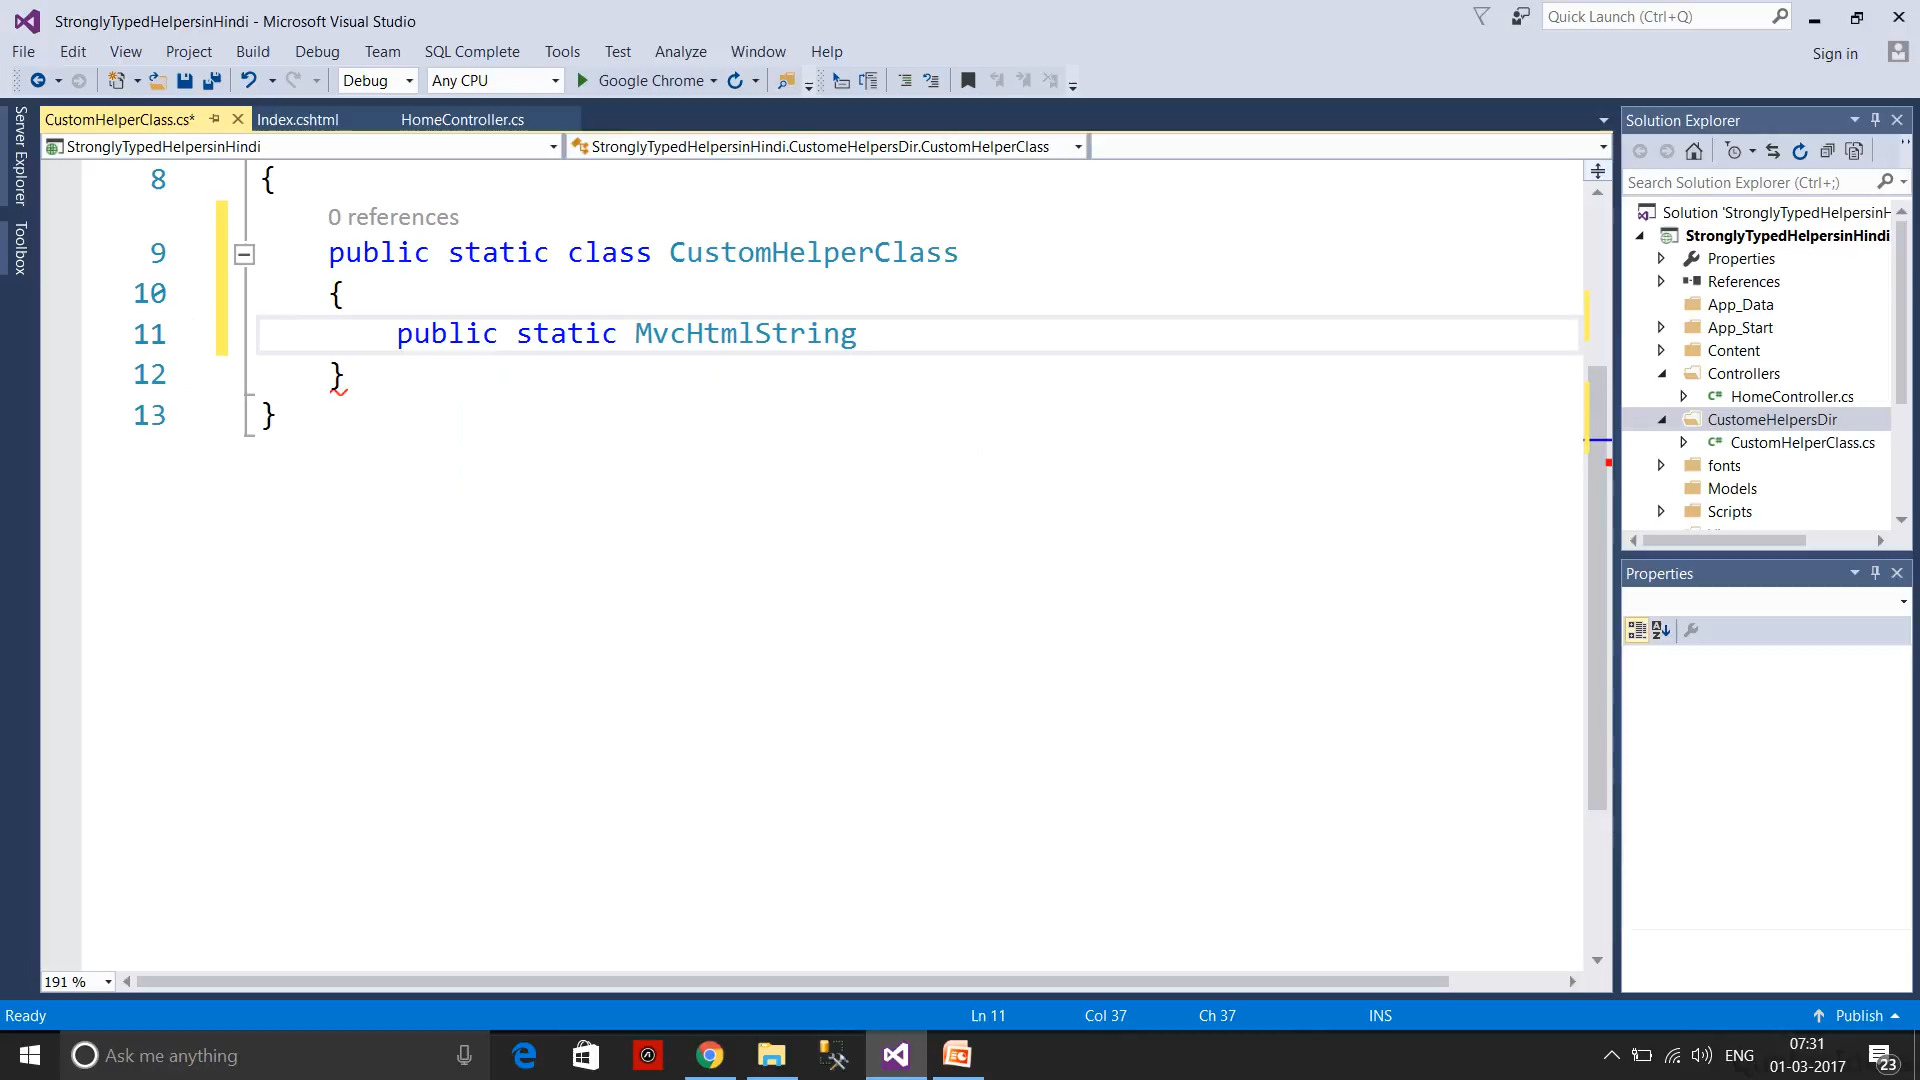 StronglyTypedHelpersinHindi - Microsoft Visual Studio
Quick Launch (Ctrl+Q)
File Edit View Project Build Debug Team SQL Complete Tools Test Analyze Window Help
Sign in
Debug Any CPU Google Chrome
Server Explorer
Toolbox
CustomHelperClass.cs* Index.cshtml HomeController.cs
StronglyTypedHelpersinHindi StronglyTypedHelpersinHindi.CustomeHelpersDir.CustomHelperClass
8 {
0 references
9 public static class CustomHelperClass
10 {
11 public static MvcHtmlString
12 }
13 }
191 %
Solution Explorer
Search Solution Explorer (Ctrl+;)
Solution 'StronglyTypedHelpersinH
StronglyTypedHelpersinHindi
Properties
References
App_Data
App_Start
Content
Controllers
C# HomeController.cs
CustomeHelpersDir
C# CustomHelperClass.cs
fonts
Models
Scripts
Properties
Ready Ln 11 Col 37 Ch 37 INS Publish
Ask me anything
ENG
07:31
01-03-2017
23